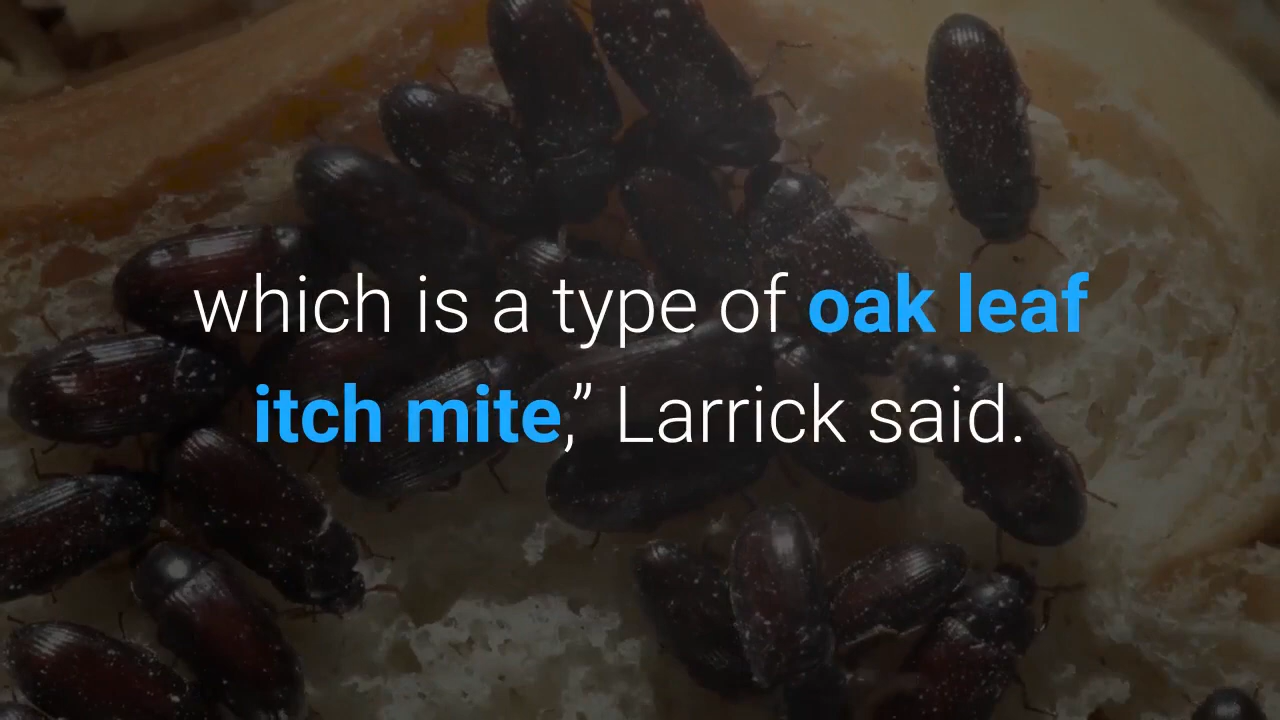 which is a type of oak leaf
itch mite,” Larrick said.